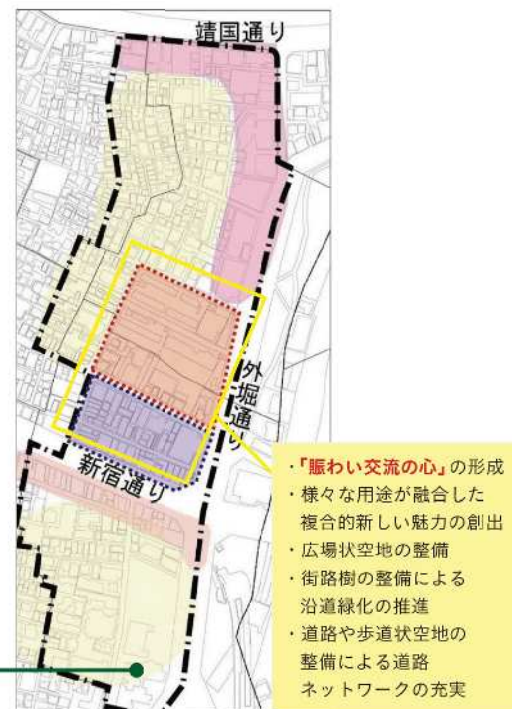 靖国通り
外堀通り
新宿通り
・「賑わい交流の心」の形成
・様々な用途が融合した
複合的新しい魅力の創出
・広場状空地の整備
・街路樹の整備による
沿道緑化の推進
・道路や歩道状空地の
整備による道路
ネットワークの充実